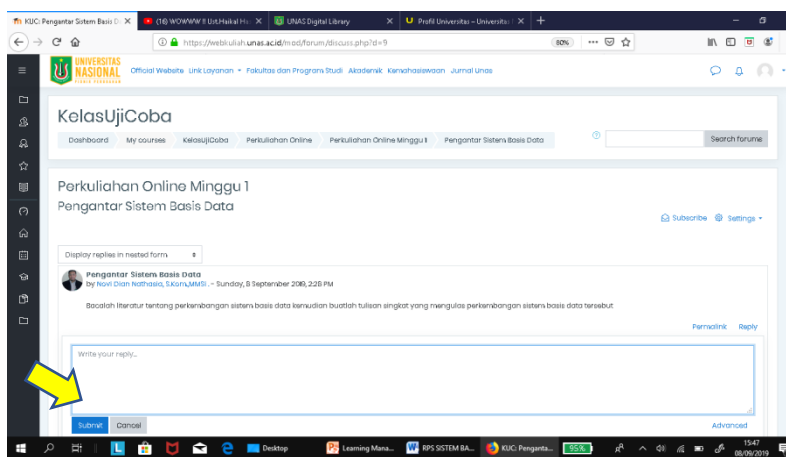 KUC: Pengantar Sistem Basis D
(16) WOWWW !! Ust.Haikal H
UNAS Digital Library
Profil Universitas – Universitas
https://webkuliah.unas.ac.id/mod/forum/discuss.php?d=9
80%
UNIVERSITAS
NASIONAL
Official Website
Link Layanan
Fakultas dan Program Studi
Akademik
Kemahasiswaan
Jurnal Unas
KelasUjiCoba
Dashboard
My courses
KelasUjiCoba
Perkuliahan Online
Perkuliahan Online Minggu 1
Pengantar Sistem Basis Data
Search forums
Perkuliahan Online Minggu 1
Pengantar Sistem Basis Data
Subscribe
Settings
Display replies in nested form
Pengantar Sistem Basis Data
by Novi Dian Nathasia, S.Kom.,MMSI. - Sunday, 8 September 2019, 2:28 PM
Bacalah literatur tentang perkembangan sistem basis data kemudian buatlah tulisan singkat yang mengulas perkembangan sistem basis data tersebut
Permalink
Reply
Write your reply...
Submit
Cancel
Advanced
Desktop
Learning Mana...
RPS SISTEM BA...
KUC: Penganta...
95%
15:47
08/09/2019